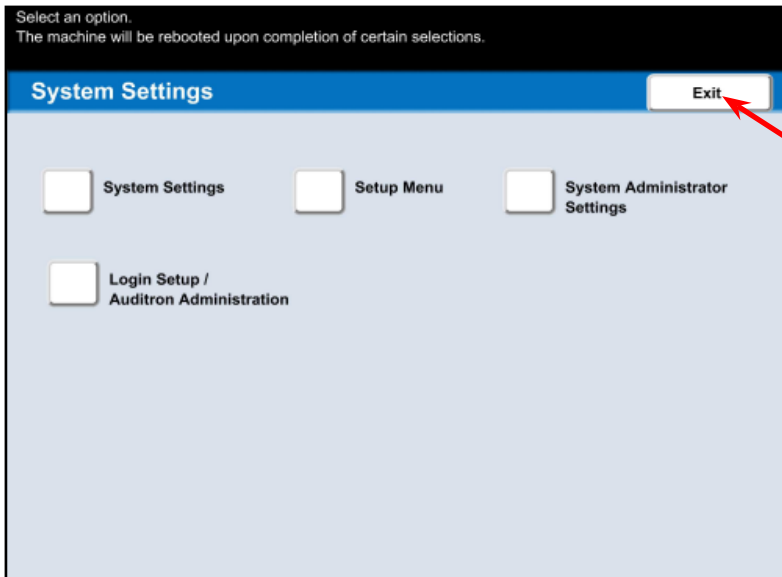 Select an option.
The machine will be rebooted upon completion of certain selections.
System Settings
Exit
System Settings
Setup Menu
System Administrator
Settings
Login Setup /
Auditron Administration